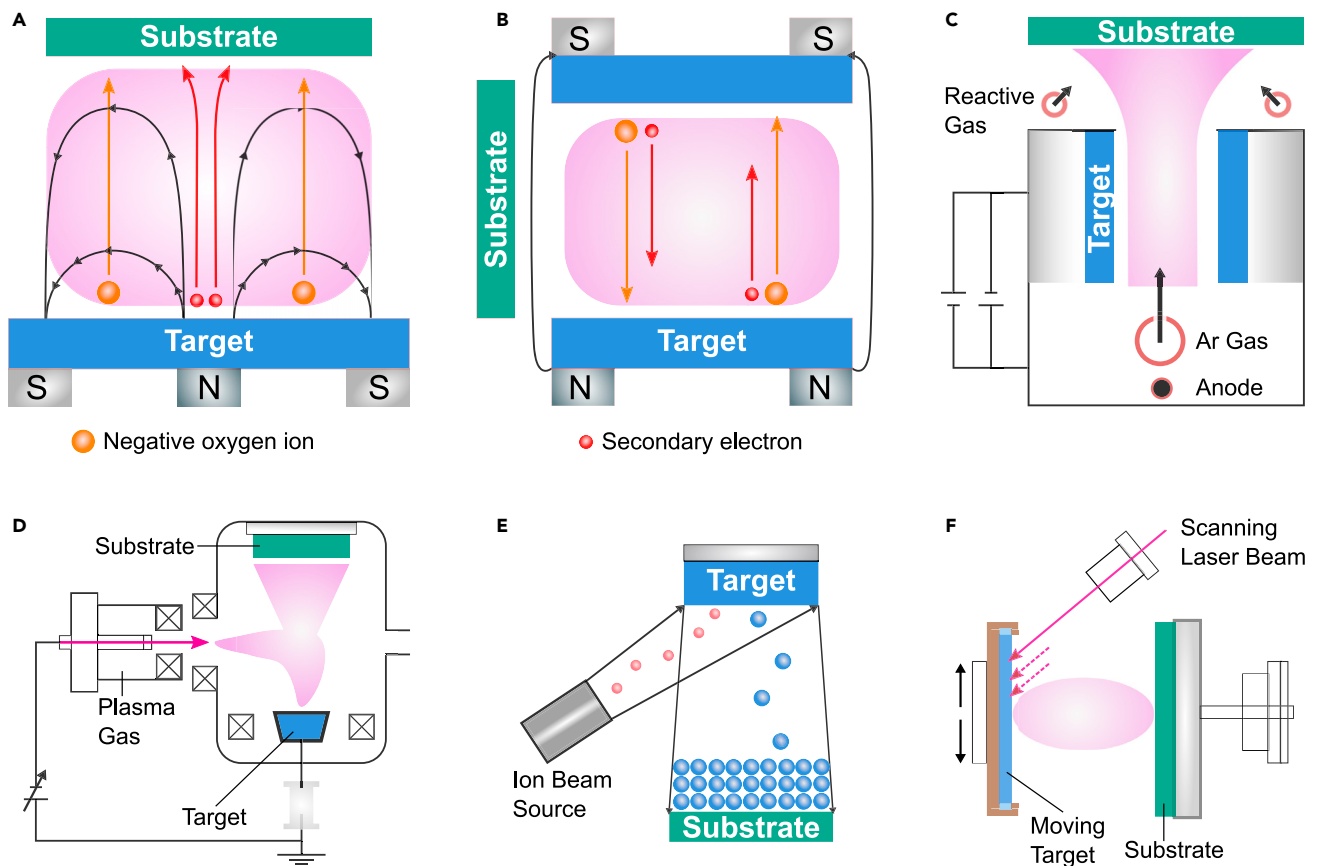 A
Substrate
Target
S
N
S
Negative oxygen ion
B
S
S
Substrate
Target
N
N
Secondary electron
C
Substrate
Reactive
Gas
Target
Ar Gas
Anode
D
Substrate
Plasma
Gas
Target
E
Target
Ion Beam
Source
Substrate
F
Scanning
Laser Beam
Moving
Target
Substrate